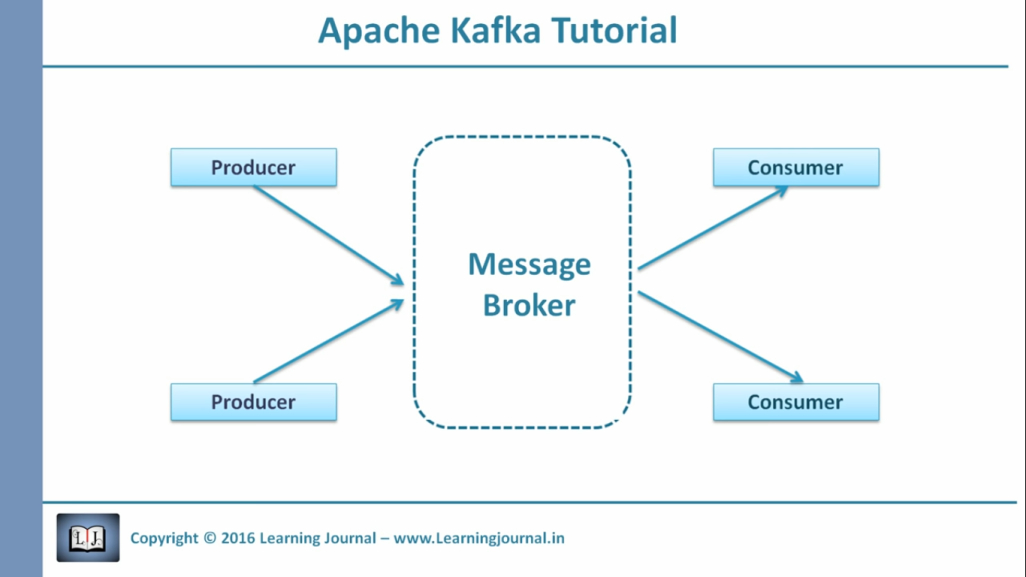 Apache Kafka Tutorial
Producer
Consumer
Message
Broker
Producer
Consumer
LJ
Copyright © 2016 Learning Journal – www.Learningjournal.in